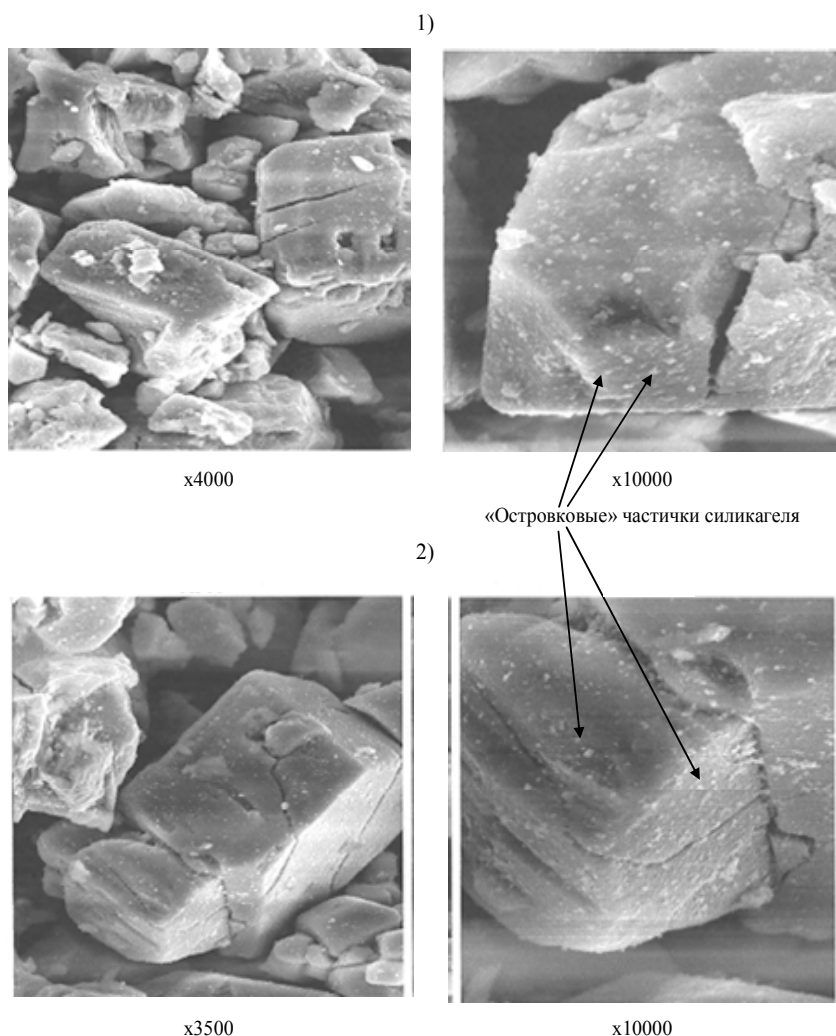 1)
x4000
x10000
«Островковые» частички силикагеля
2)
x3500
x10000